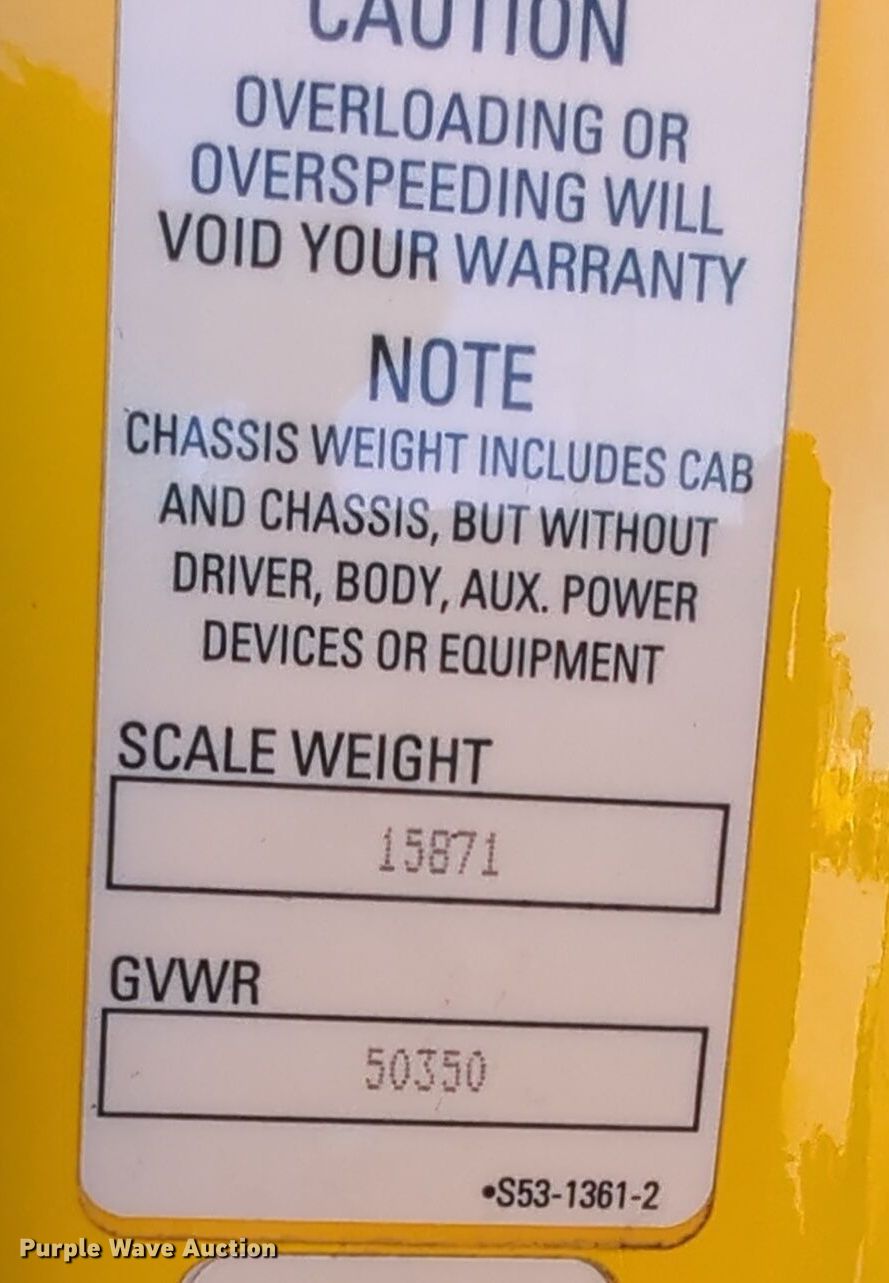 CAUTION
OVERLOADING OR
OVERSPEEDING WILL
VOID YOUR WARRANTY
NOTE
CHASSIS WEIGHT INCLUDES CAB
AND CHASSIS, BUT WITHOUT
DRIVER, BODY, AUX. POWER
DEVICES OR EQUIPMENT
SCALE WEIGHT
15871
GVWR
50350
•S53-1361-2
Purple Wave Auction